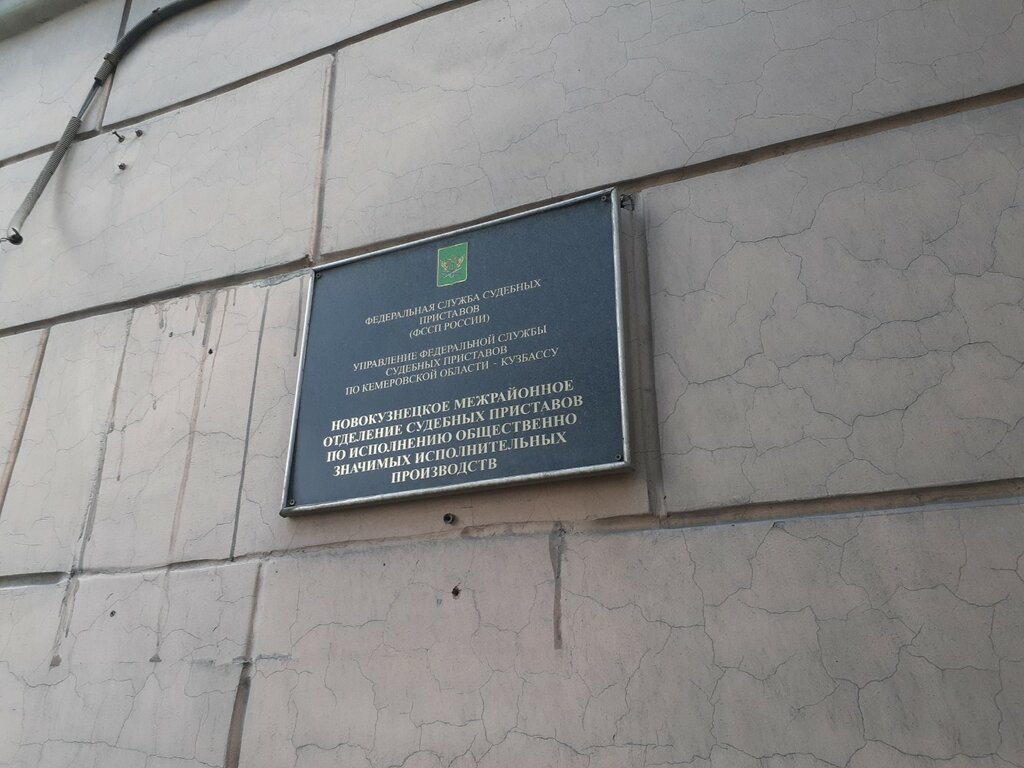 ФЕДЕРАЛЬНАЯ СЛУЖБА СУДЕБНЫХ
ПРИСТАВОВ
(ФССП РОССИИ)
УПРАВЛЕНИЕ ФЕДЕРАЛЬНОЙ СЛУЖБЫ
СУДЕБНЫХ ПРИСТАВОВ
ПО КЕМЕРОВСКОЙ ОБЛАСТИ - КУЗБАССУ
НОВОКУЗНЕЦКОЕ МЕЖРАЙОННОЕ
ОТДЕЛЕНИЕ СУДЕБНЫХ ПРИСТАВОВ
ПО ИСПОЛНЕНИЮ ОБЩЕСТВЕННО
ЗНАЧИМЫХ ИСПОЛНИТЕЛЬНЫХ
ПРОИЗВОДСТВ